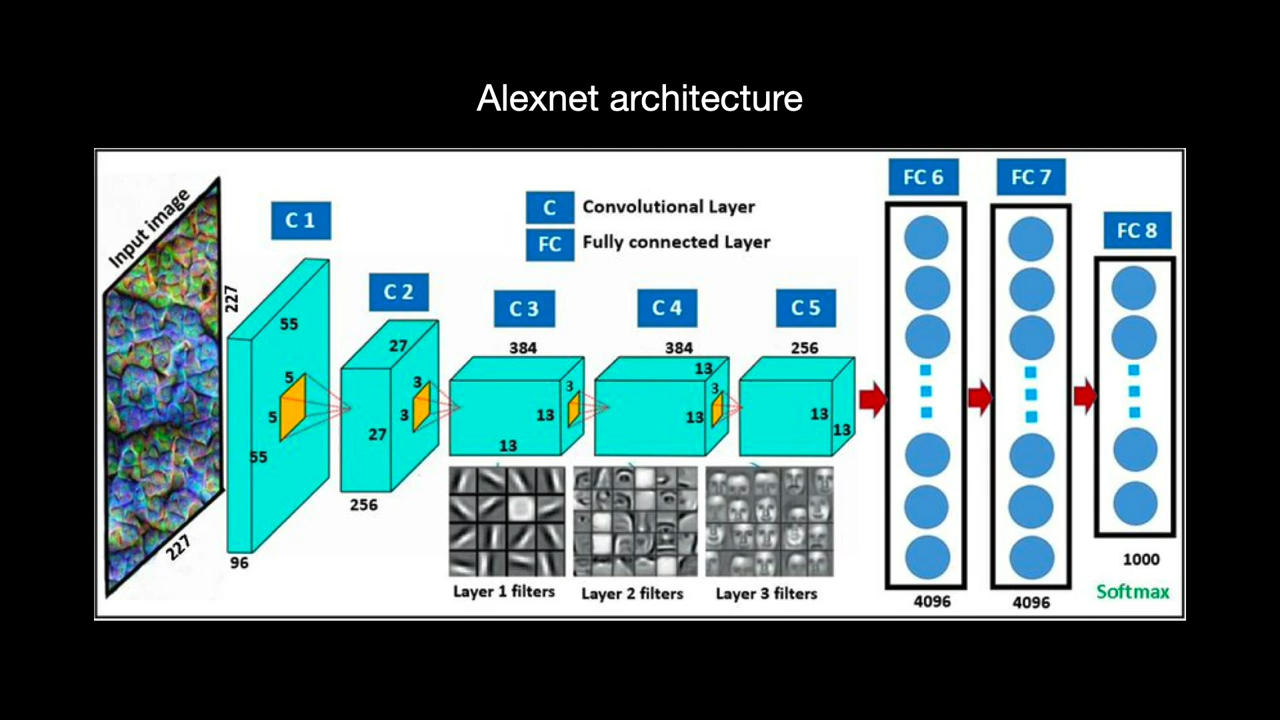 Alexnet architecture
Input image
227
227
C 1
55
55
5
5
96
C 2
27
27
3
3
256
C Convolutional Layer
FC Fully connected Layer
C 3
384
3
13
13
C 4
384
13
3
13
C 5
256
13
13
Layer 1 filters
Layer 2 filters
Layer 3 filters
FC 6
4096
FC 7
4096
FC 8
1000
Softmax